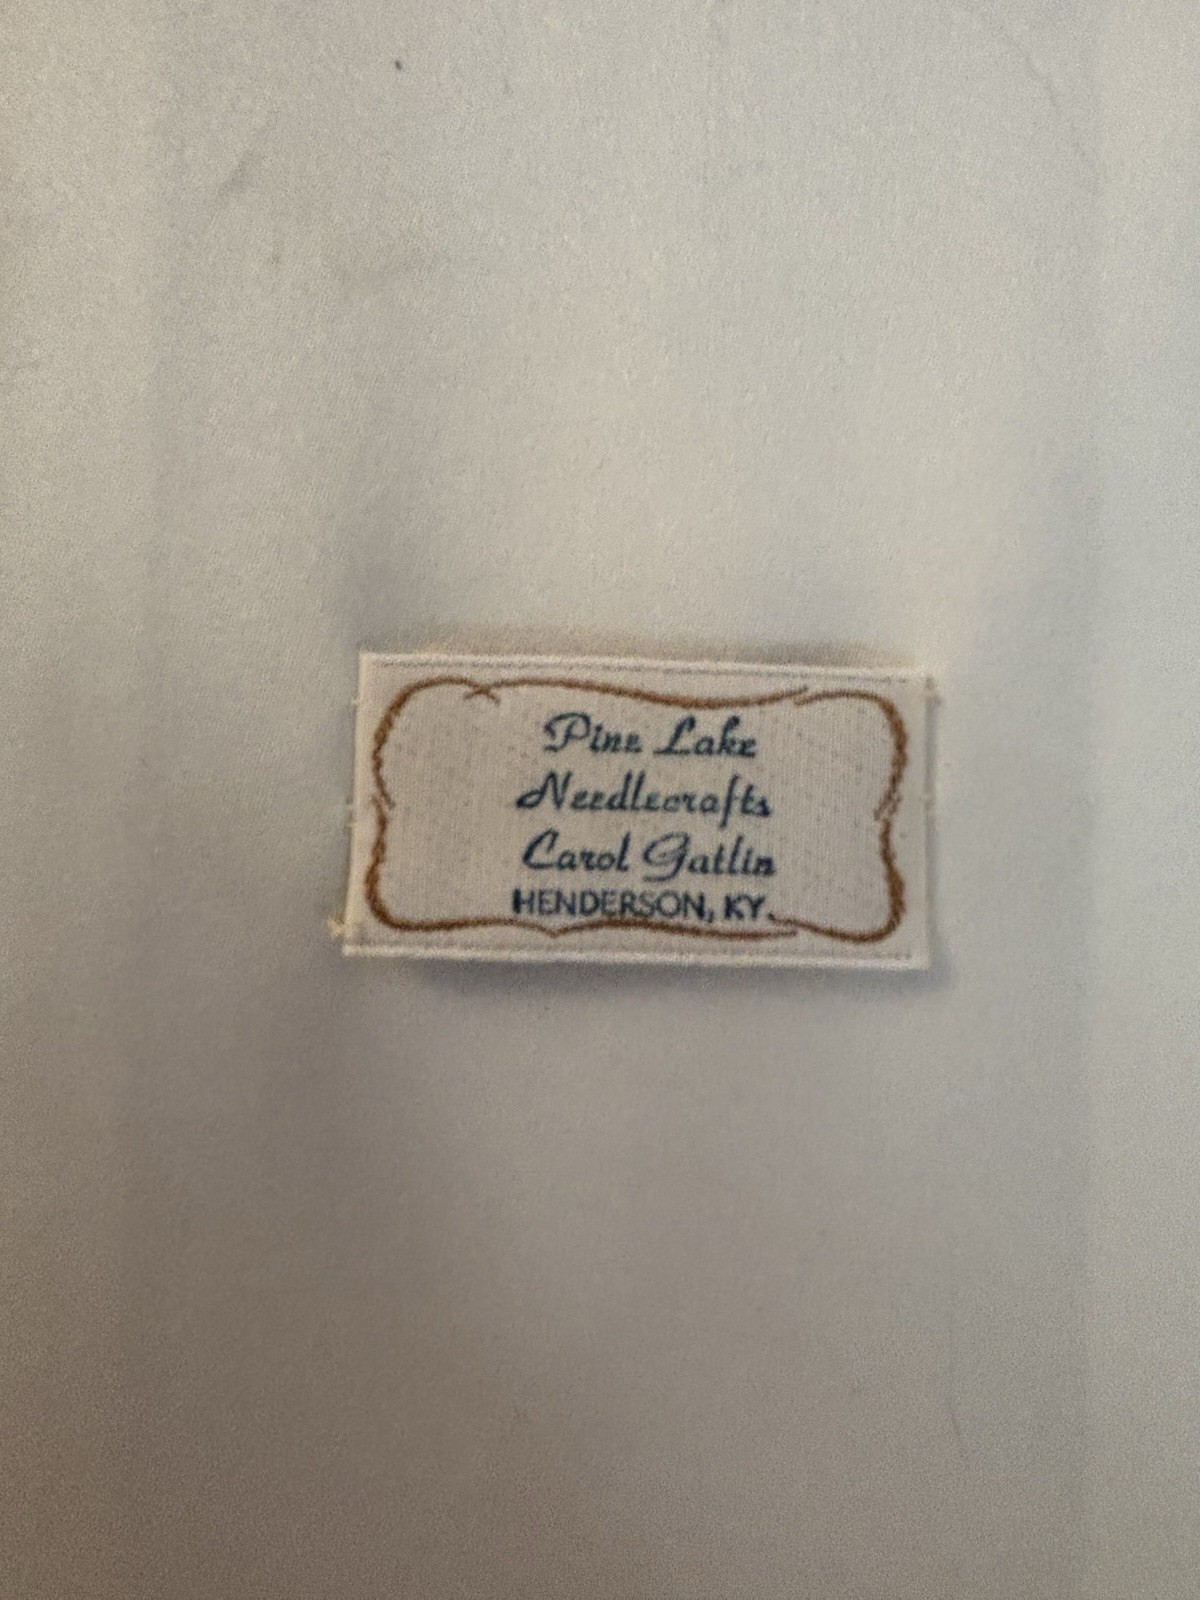 Pine Lake
Needlecrafts
Carol Gatlin
HENDERSON, KY.